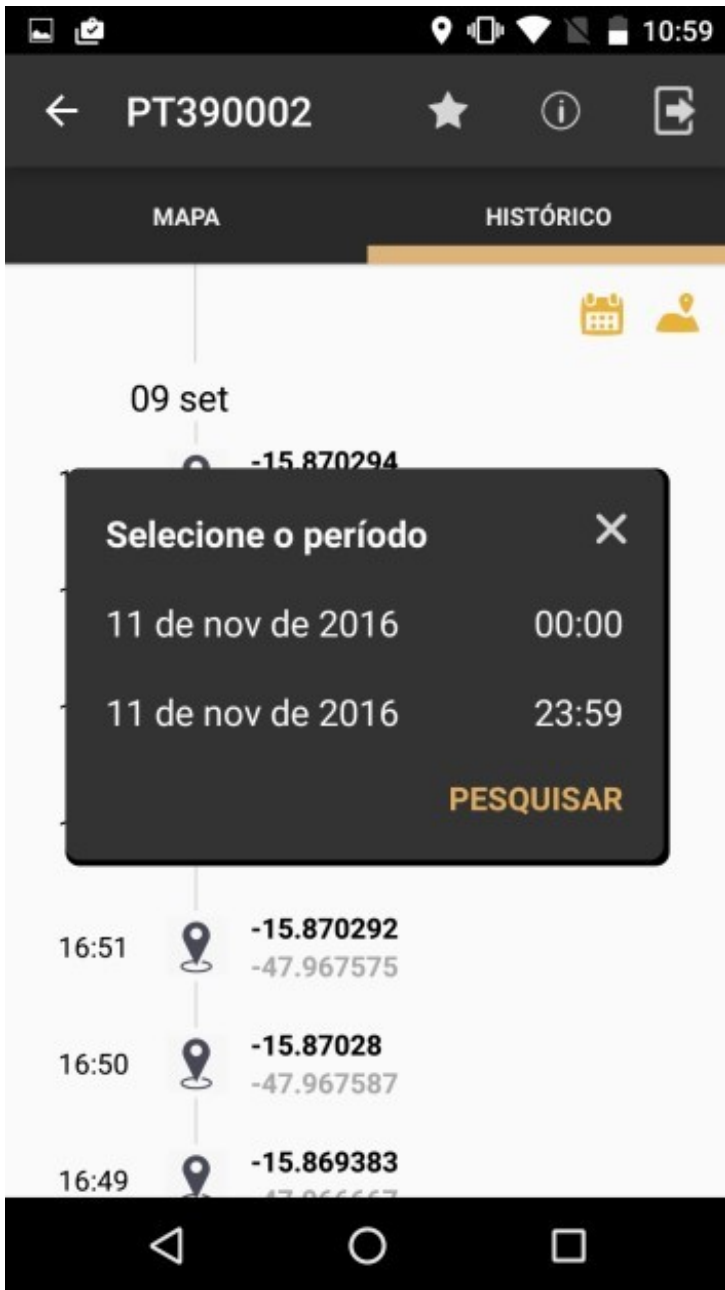 10:59
PT390002
MAPA HISTÓRICO
09 set
-15.870294
Selecione o período
11 de nov de 2016 00:00
11 de nov de 2016 23:59
PESQUISAR
16:51 -15.870292
-47.967575
16:50 -15.87028
-47.967587
16:49 -15.869383